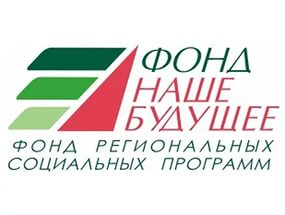 ФОНД
НАШЕ
БУДУЩЕЕ
ФОНД РЕГИОНАЛЬНЫХ
СОЦИАЛЬНЫХ ПРОГРАММ